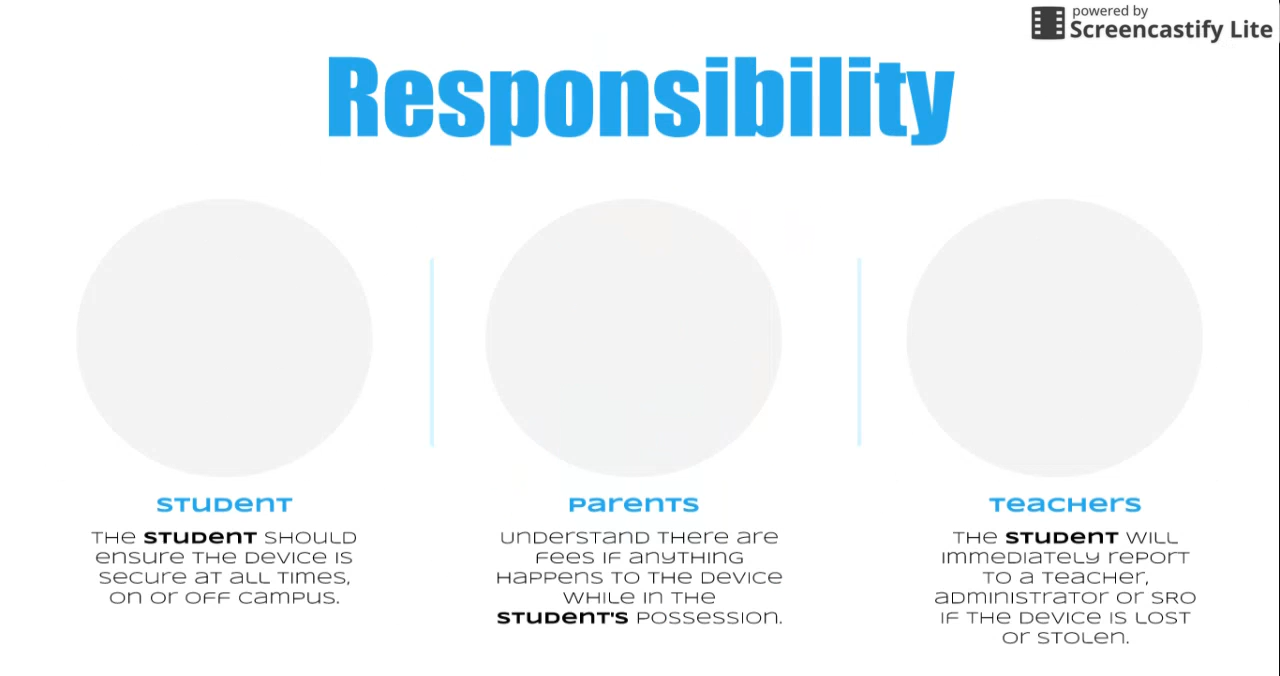 powered by
Screencastify Lite
Responsibility
Student
The student should
ensure the device is
secure at all times,
on or off campus.
Parents
Understand there are
fees if anything
happens to the device
while in the
student's possession.
Teachers
The student will
immediately report
to a teacher,
administrator or SRO
if the device is lost
or stolen.